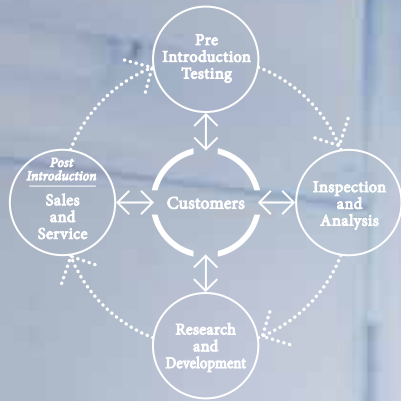 Pre
Introduction
Testing
Post
Introduction
Sales
and
Service
Customers
Inspection
and
Analysis
Research
and
Development